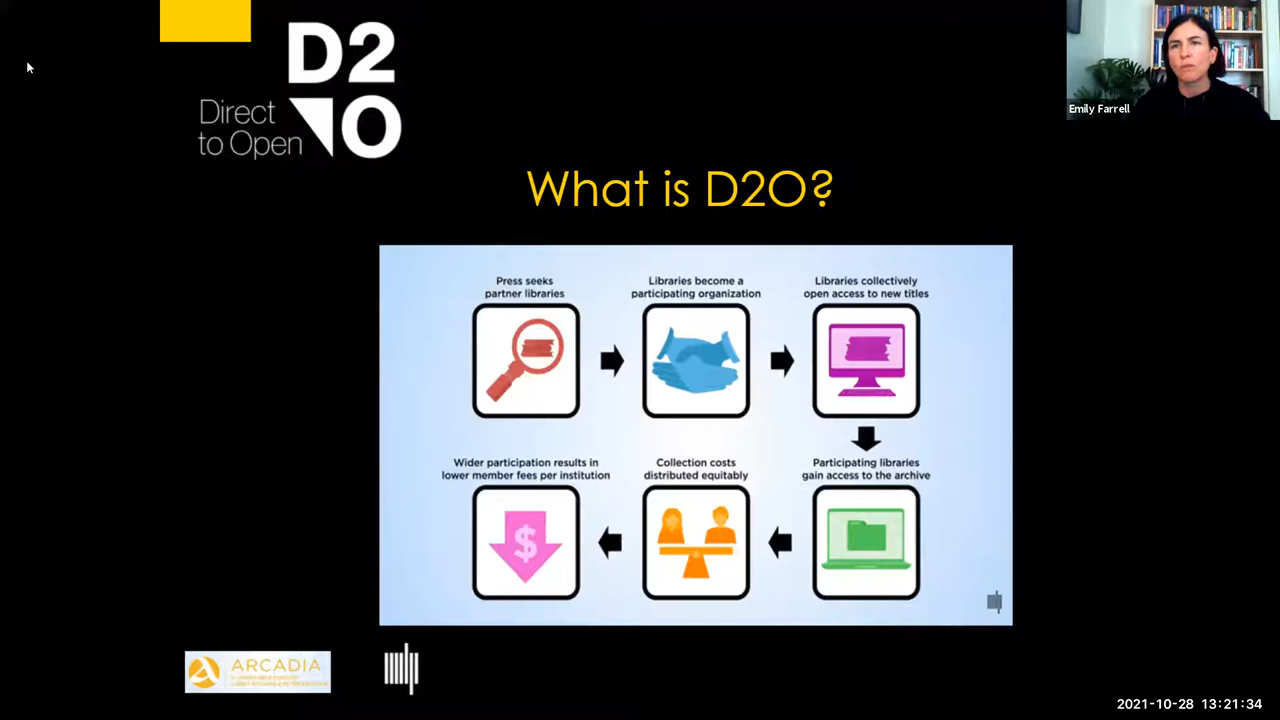 D2
Direct
to Open
O
Emily Farrell
What is D2O?
Press seeks
partner libraries
Libraries become a
participating organization
Libraries collectively
open access to new titles
Participating libraries
gain access to the archive
Collection costs
distributed equitably
Wider participation results in
lower member fees per institution
$
ARCADIA
2021-10-28 13:21:34